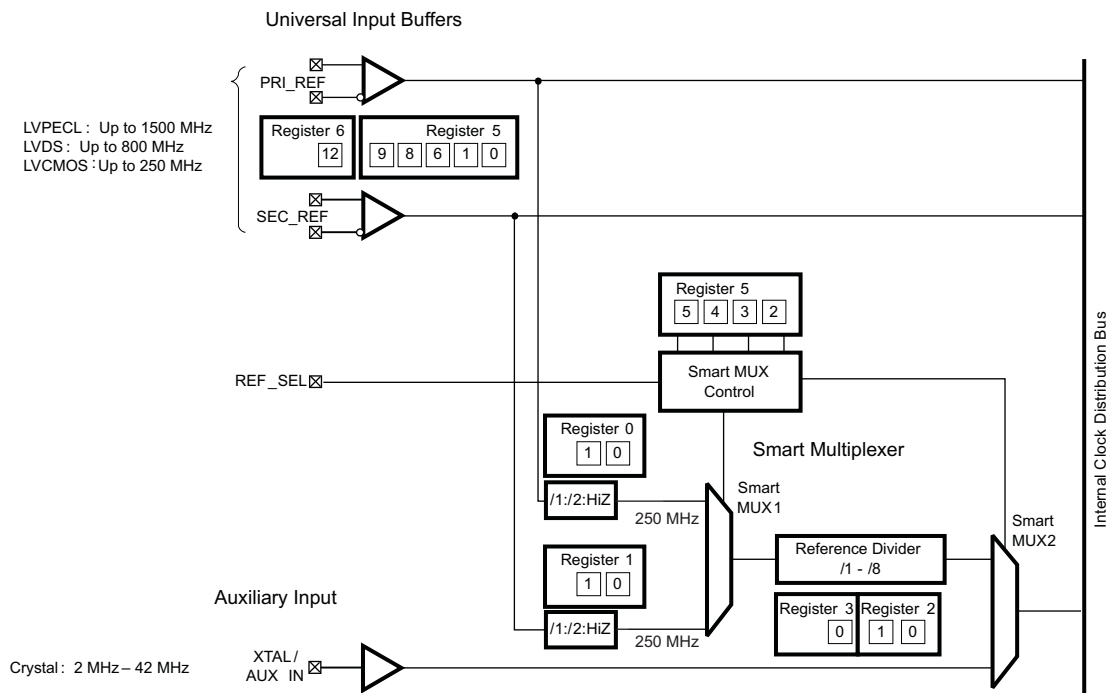 Universal Input Buffers
PRI_REF
LVPECL : Up to 1500 MHz
LVDS : Up to 800 MHz
LVCMOS : Up to 250 MHz
Register 6
12
Register 5
9 8 6 1 0
SEC_REF
Register 5
5 4 3 2
REF_SEL
Smart MUX
Control
Register 0
1 0
Smart Multiplexer
/1:/2:HiZ
250 MHz
Smart
MUX1
Smart
MUX2
Reference Divider
/1 - /8
Register 1
1 0
Register 3
0
Register 2
1 0
/1:/2:HiZ
250 MHz
Auxiliary Input
XTAL/
AUX IN
Crystal : 2 MHz – 42 MHz
Internal Clock Distribution Bus